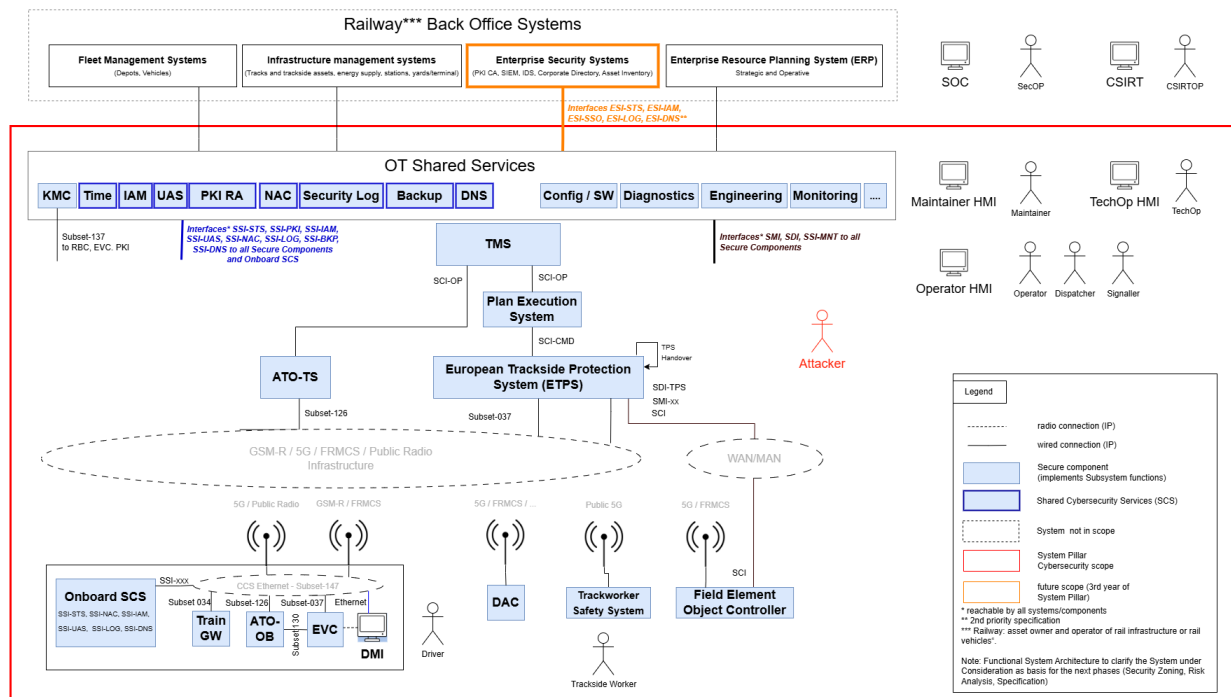 Railway*** Back Office Systems
Fleet Management Systems
(Depots, Vehicles)
Infrastructure management systems
(Tracks and trackside assets, energy supply, stations, yards/terminal)
Enterprise Security Systems
(PKI CA, SIEM, IDS, Corporate Directory, Asset Inventory)
Enterprise Resource Planning System (ERP)
Strategic and Operative
SOC
SecOP
CSIRT
CSIRTOP
Interfaces ESI-STS, ESI-IAM,
ESI-SSO, ESI-LOG, ESI-DNS**
OT Shared Services
KMC
Time
IAM
UAS
PKI RA
NAC
Security Log
Backup
DNS
Config / SW
Diagnostics
Engineering
Monitoring
....
Maintainer HMI
Maintainer
TechOp HMI
TechOp
Subset-137
to RBC, EVC. PKI
Interfaces* SSI-STS, SSI-PKI, SSI-IAM,
SSI-UAS, SSI-NAC, SSI-LOG, SSI-BKP,
SSI-DNS to all Secure Components
and Onboard SCS
TMS
Interfaces* SMI, SDI, SSI-MNT to all
Secure Components
Operator HMI
Operator
Dispatcher
Signaller
SCI-OP
SCI-OP
Plan Execution
System
SCI-CMD
Attacker
TPS
Handover
ATO-TS
European Trackside Protection
System (ETPS)
SDI-TPS
SMI-xx
SCI
Subset-126
Subset-037
GSM-R / 5G / FRMCS / Public Radio
Infrastructure
WAN/MAN
5G / Public Radio
GSM-R / FRMCS
5G / FRMCS / ...
Public 5G
5G / FRMCS
SCI
CCS Ethernet - Subset-147
SSI-xxx
Onboard SCS
SSI-STS, SSI-NAC, SSI-IAM,
SSI-UAS, SSI-LOG, SSI-DNS
Subset 034
Subset-126
Subset-037
Ethernet
Train
GW
ATO-
OB
Subset-130
EVC
DMI
Driver
DAC
Trackworker
Safety System
Trackside Worker
Field Element
Object Controller
Legend
radio connection (IP)
wired connection (IP)
Secure component
(implements Subsystem functions)
Shared Cybersecurity Services (SCS)
System not in scope
System Pillar
Cybersecurity scope
future scope (3rd year of
System Pillar)
* reachable by all systems/components
** 2nd priority specification
*** Railway: asset owner and operator of rail infrastructure or rail
vehicles".
Note: Functional System Architecture to clarify the System under
Consideration as basis for the next phases (Security Zoning, Risk
Analysis, Specification)